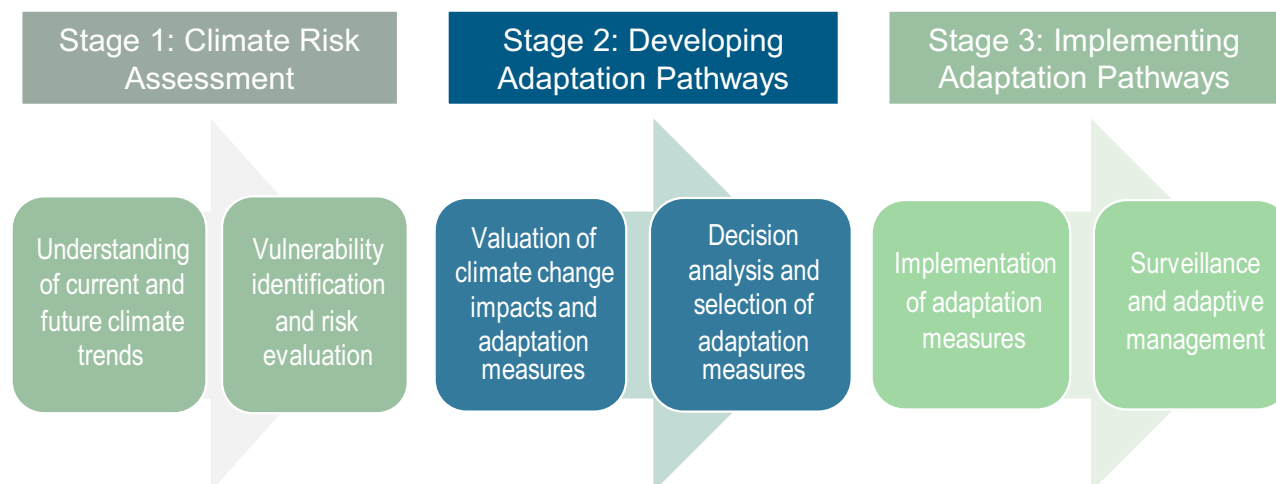 Stage 1: Climate Risk
Assessment
Stage 2: Developing
Adaptation Pathways
Stage 3: Implementing
Adaptation Pathways
Understanding
of current and
future climate
trends
Vulnerability
identification
and risk
evaluation
Valuation of
climate change
impacts and
adaptation
measures
Decision
analysis and
selection of
adaptation
measures
Implementation
of adaptation
measures
Surveillance
and adaptive
management